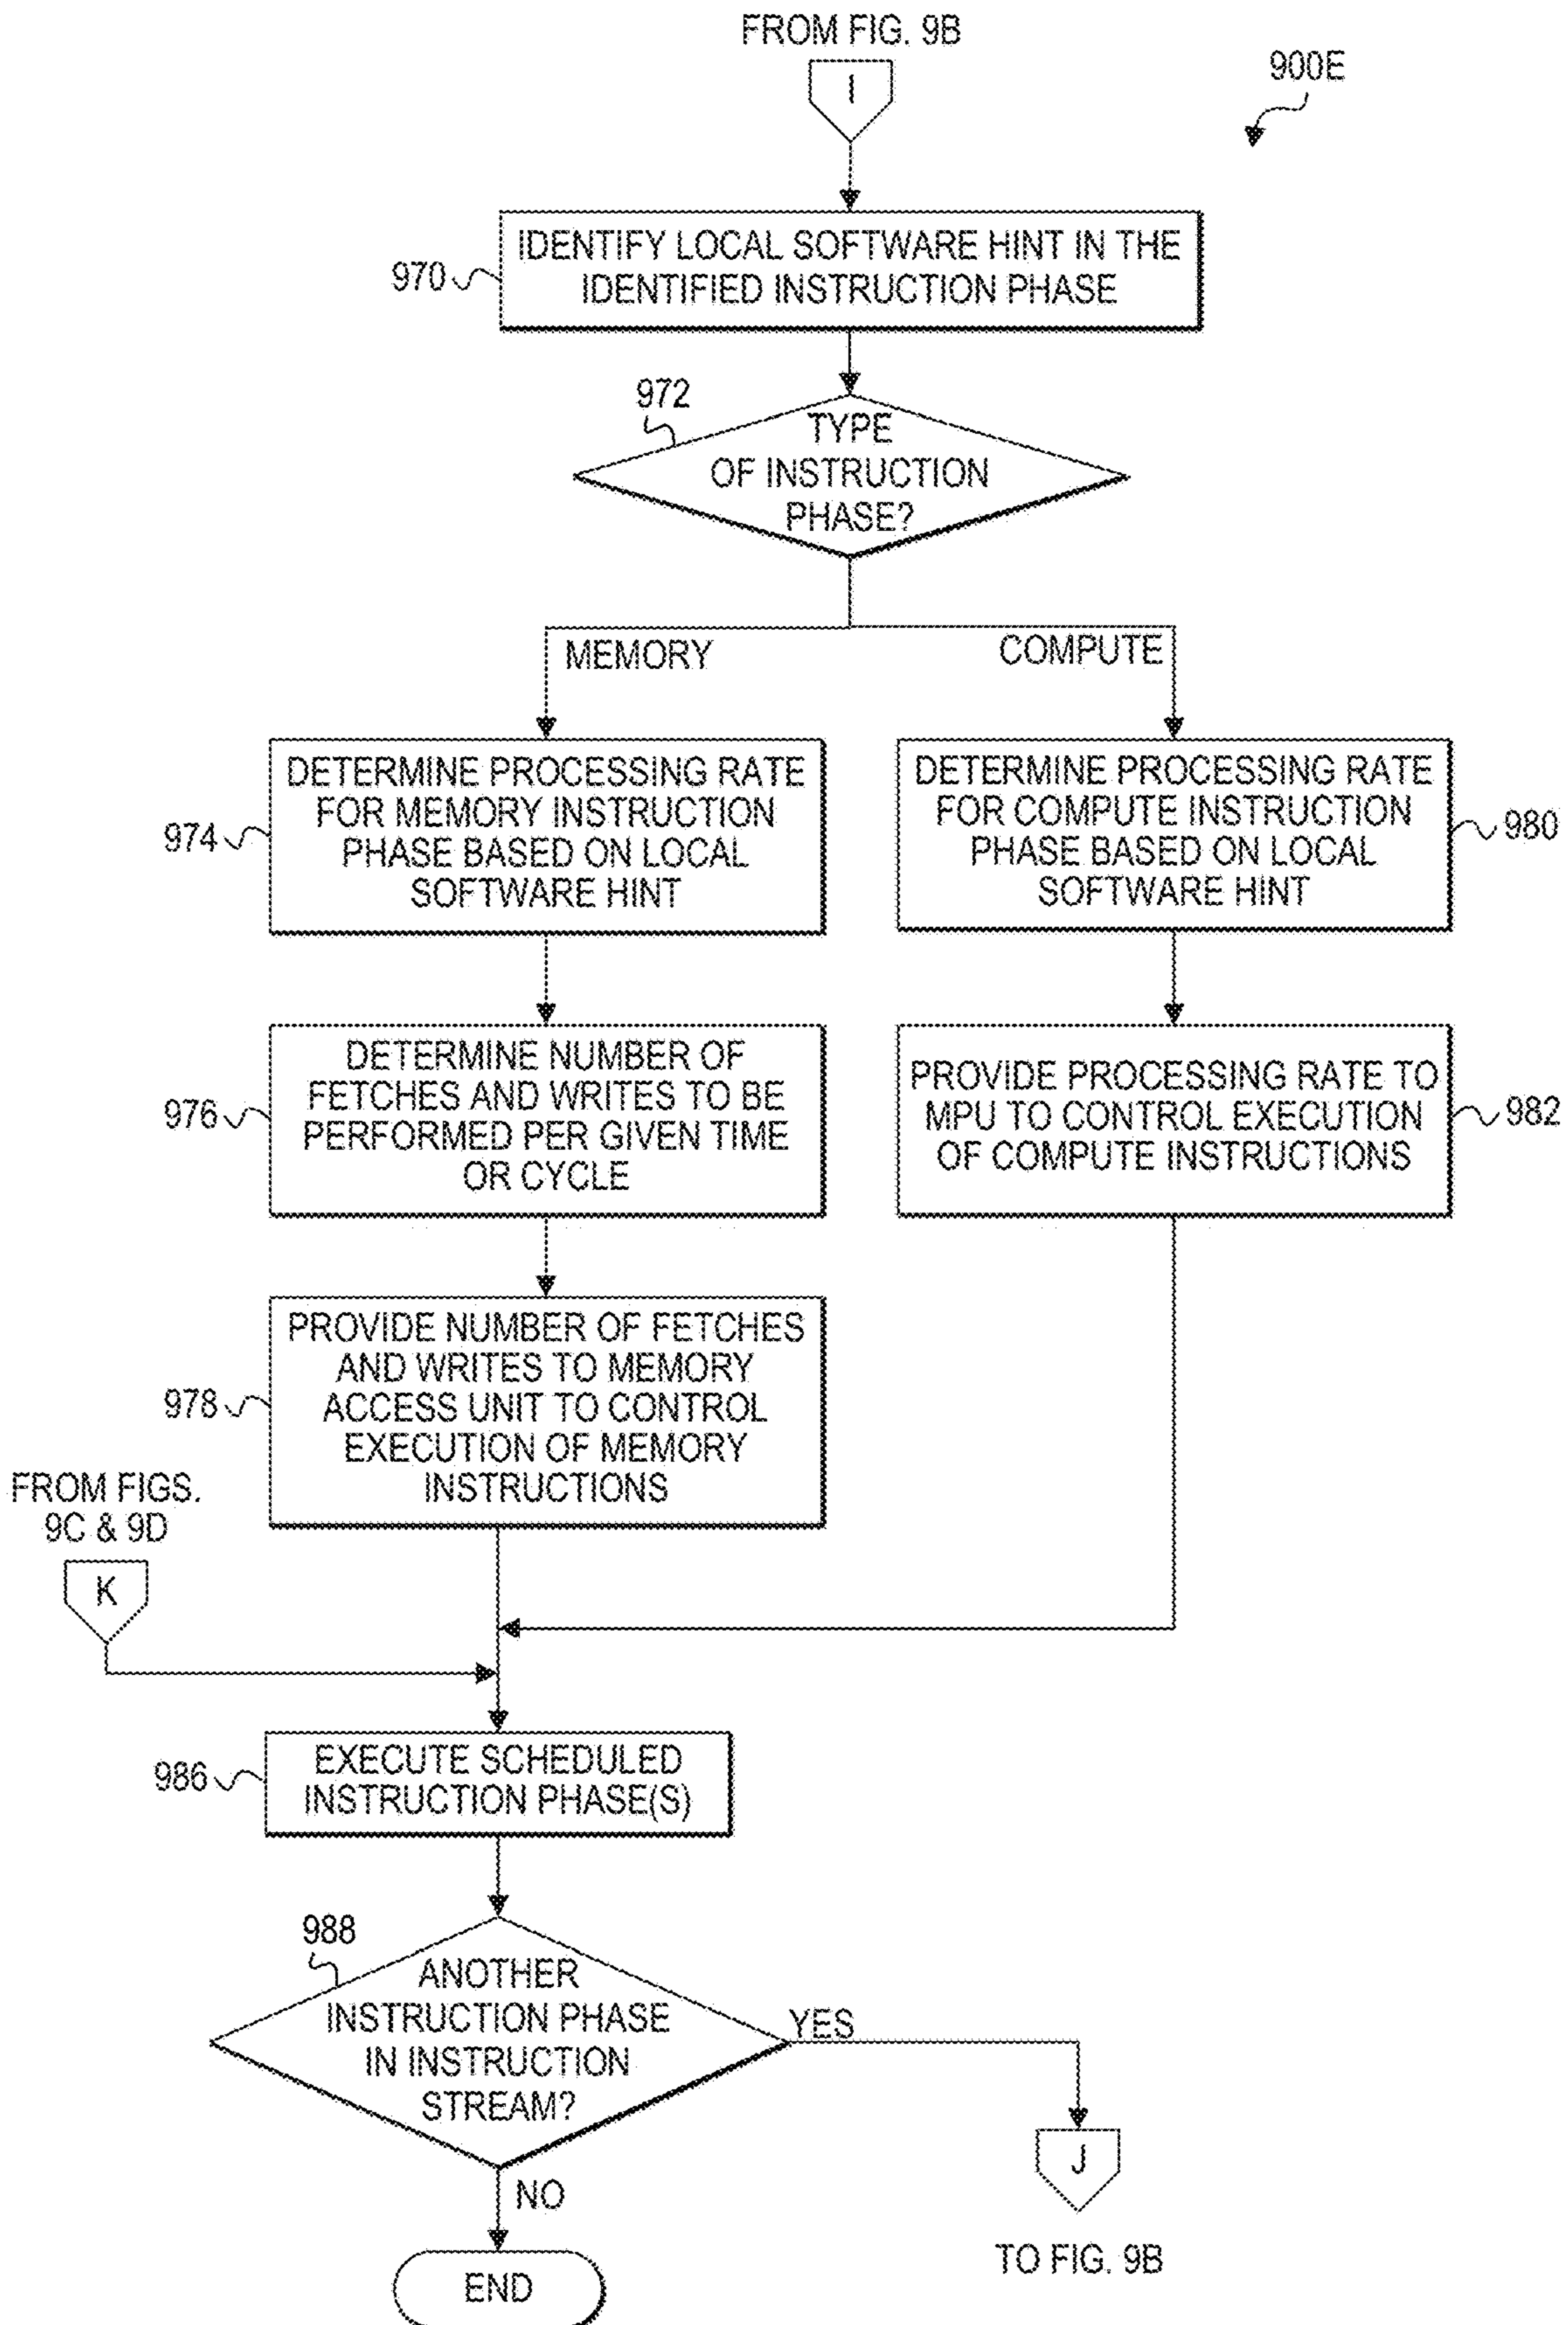 FROM FIG. 9B
I
900E
970
IDENTIFY LOCAL SOFTWARE HINT IN THE
IDENTIFIED INSTRUCTION PHASE
972
TYPE
OF INSTRUCTION
PHASE?
MEMORY
COMPUTE
974
DETERMINE PROCESSING RATE
FOR MEMORY INSTRUCTION
PHASE BASED ON LOCAL
SOFTWARE HINT
DETERMINE PROCESSING RATE
FOR COMPUTE INSTRUCTION
PHASE BASED ON LOCAL
SOFTWARE HINT
980
976
DETERMINE NUMBER OF
FETCHES AND WRITES TO BE
PERFORMED PER GIVEN TIME
OR CYCLE
PROVIDE PROCESSING RATE TO
MPU TO CONTROL EXECUTION
OF COMPUTE INSTRUCTIONS
982
978
PROVIDE NUMBER OF FETCHES
AND WRITES TO MEMORY
ACCESS UNIT TO CONTROL
EXECUTION OF MEMORY
INSTRUCTIONS
FROM FIGS.
9C & 9D
K
986
EXECUTE SCHEDULED
INSTRUCTION PHASE(S)
988
ANOTHER
INSTRUCTION PHASE
IN INSTRUCTION
STREAM?
YES
J
TO FIG. 9B
NO
END